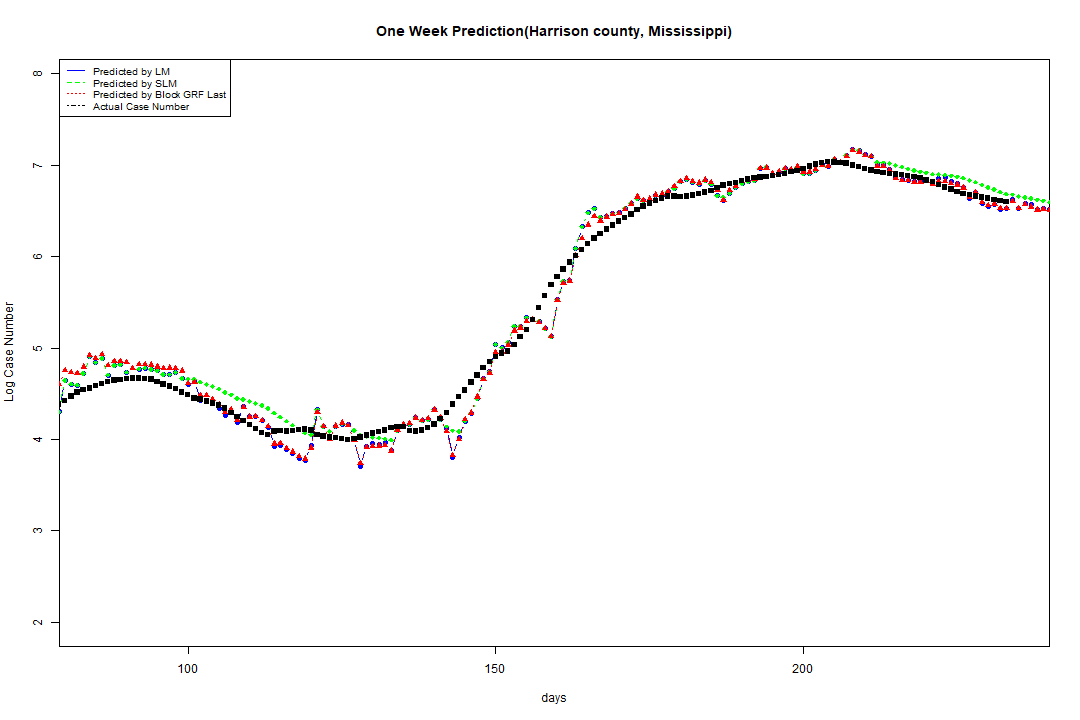 One Week Prediction(Harrison county, Mississippi)
Predicted by LM
Predicted by SLM
Predicted by Block GRF Last
Actual Case Number
Log Case Number
8
7
6
5
4
3
2
100 150 200
days